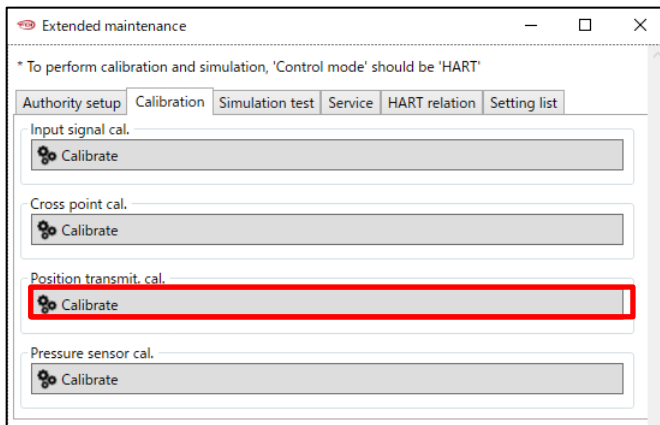 Extended maintenance
* To perform calibration and simulation, 'Control mode' should be 'HART'
Authority setup Calibration Simulation test Service HART relation Setting list
Input signal cal.
Calibrate
Cross point cal.
Calibrate
Position transmit. cal.
Calibrate
Pressure sensor cal.
Calibrate